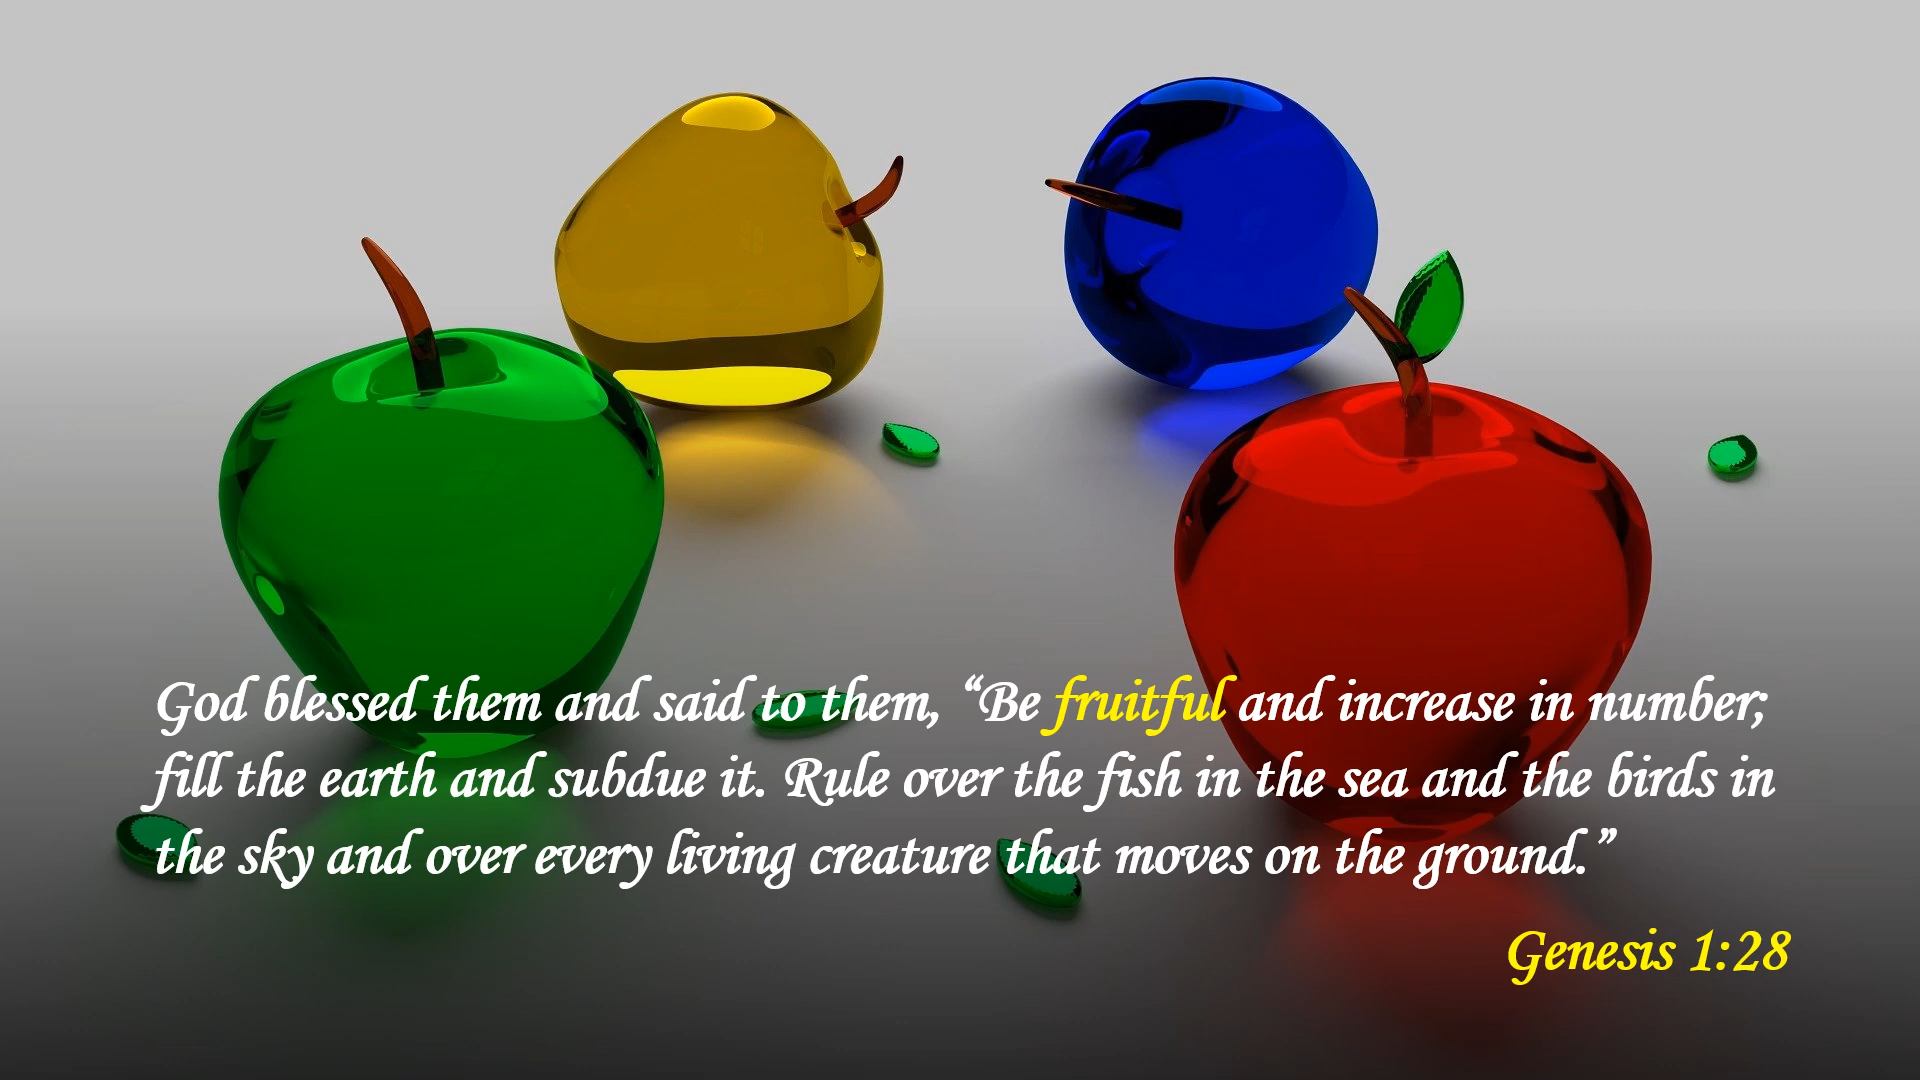 God blessed them and said to them, “Be fruitful and increase in number;
fill the earth and subdue it. Rule over the fish in the sea and the birds in
the sky and over every living creature that moves on the ground.”
Genesis 1:28